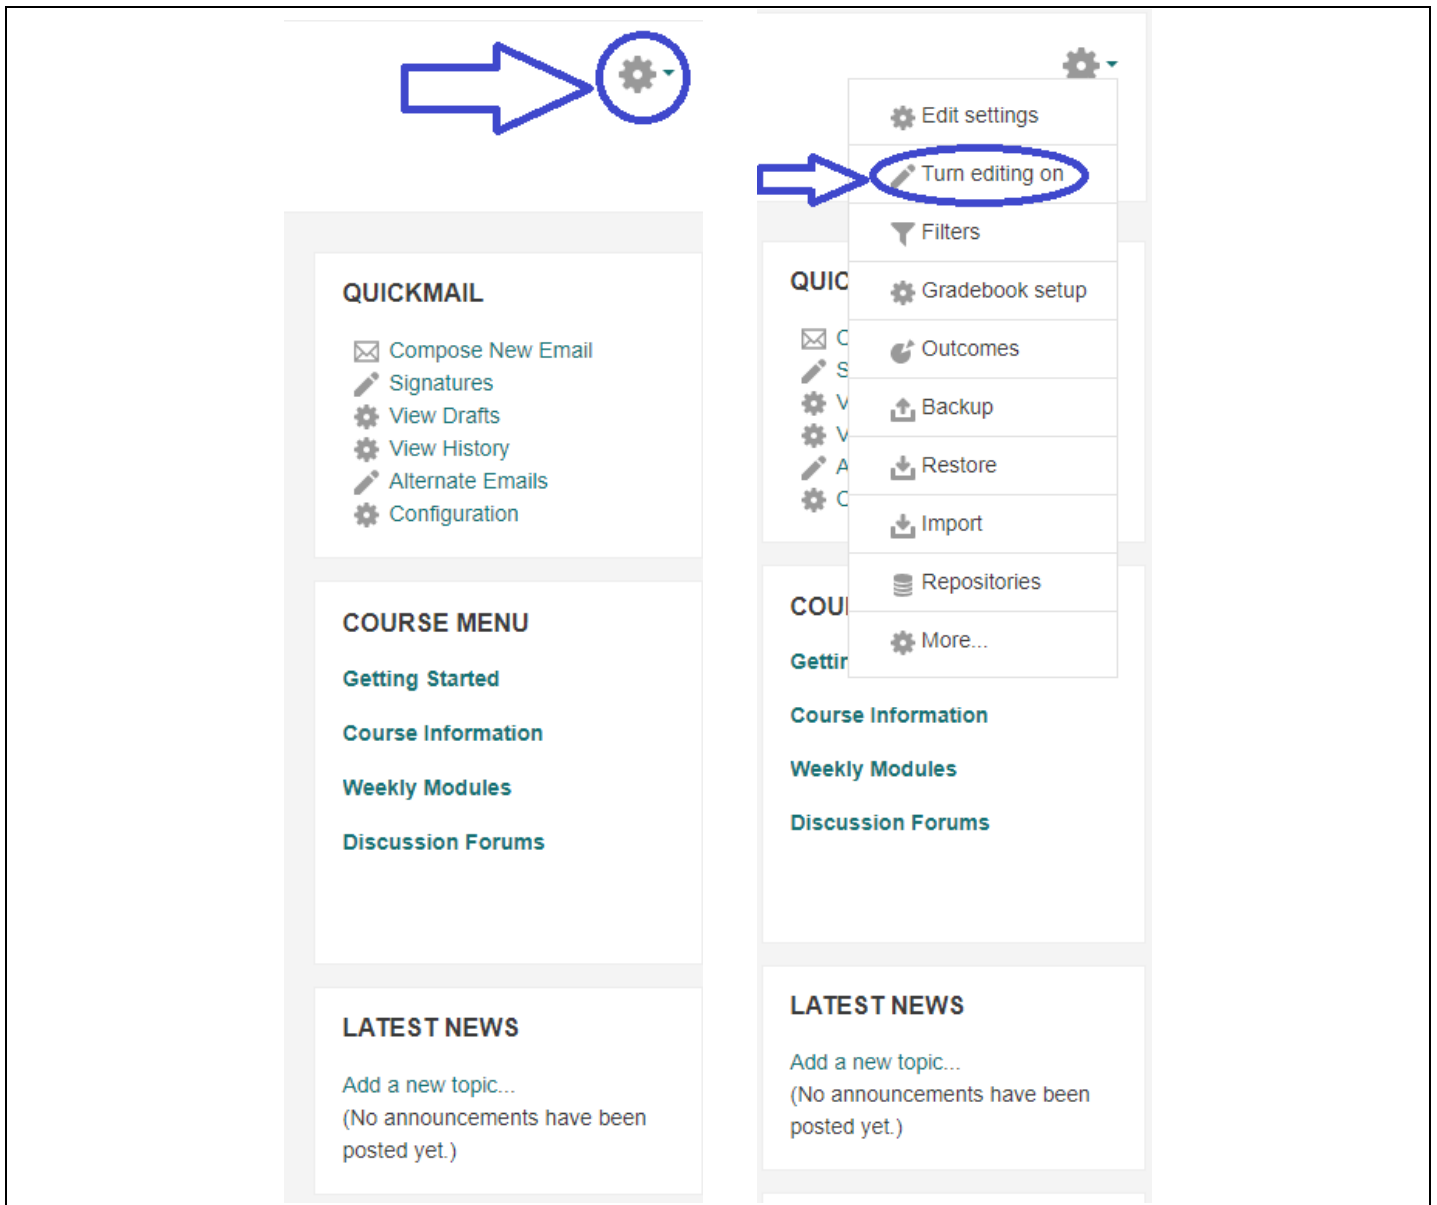 QUICKMAIL
Compose New Email
Signatures
View Drafts
View History
Alternate Emails
Configuration
COURSE MENU
Getting Started
Course Information
Weekly Modules
Discussion Forums
LATEST NEWS
Add a new topic...
(No announcements have been
posted yet.)
Edit settings
Turn editing on
Filters
Gradebook setup
Outcomes
Backup
Restore
Import
Repositories
More...
QUIC
C
S
V
V
A
C
COU
Gettir
Course Information
Weekly Modules
Discussion Forums
LATEST NEWS
Add a new topic...
(No announcements have been
posted yet.)